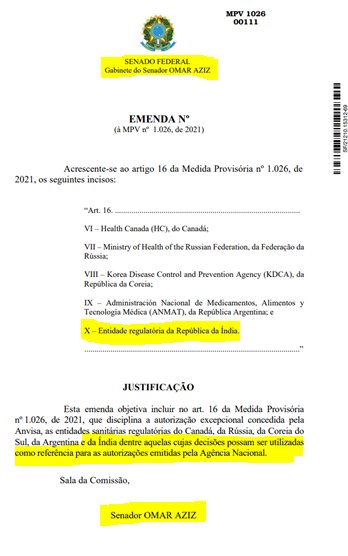 MPV 1026
00111
SENADO FEDERAL
Gabinete do Senador OMAR AZIZ
EMENDA Nº
(à MPV nº 1.026, de 2021)
Acrescente-se ao artigo 16 da Medida Provisória nº 1.026, de
2021, os seguintes incisos:
“Art. 16. ................................................................................
VI – Health Canada (HC), do Canadá;
VII – Ministry of Health of the Russian Federation, da Federação da
Rússia;
VIII – Korea Disease Control and Prevention Agency (KDCA), da
República da Coreia;
IX – Administración Nacional de Medicamentos, Alimentos y
Tecnología Médica (ANMAT), da República Argentina; e
X – Entidade regulatória da República da Índia.
................................................................................”
JUSTIFICAÇÃO
Esta emenda objetiva incluir no art. 16 da Medida Provisória
nº 1.026, de 2021, que disciplina a autorização excepcional concedida pela
Anvisa, as entidades sanitárias regulatórias do Canadá, da Rússia, da Coreia do
Sul, da Argentina e da Índia dentre aquelas cujas decisões possam ser utilizadas
como referência para as autorizações emitidas pela Agência Nacional.
Sala da Comissão,
Senador OMAR AZIZ
SF/21210.15312-69